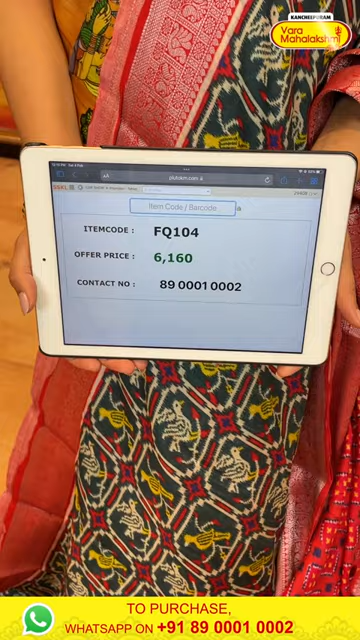 KANCHEEPURAM
Vara
Mahalakshmi
Item Code / Barcode
ITEMCODE : FQ104
OFFER PRICE : 6,160
CONTACT NO : 89 0001 0002
TO PURCHASE,
WHATSAPP ON +91 89 0001 0002